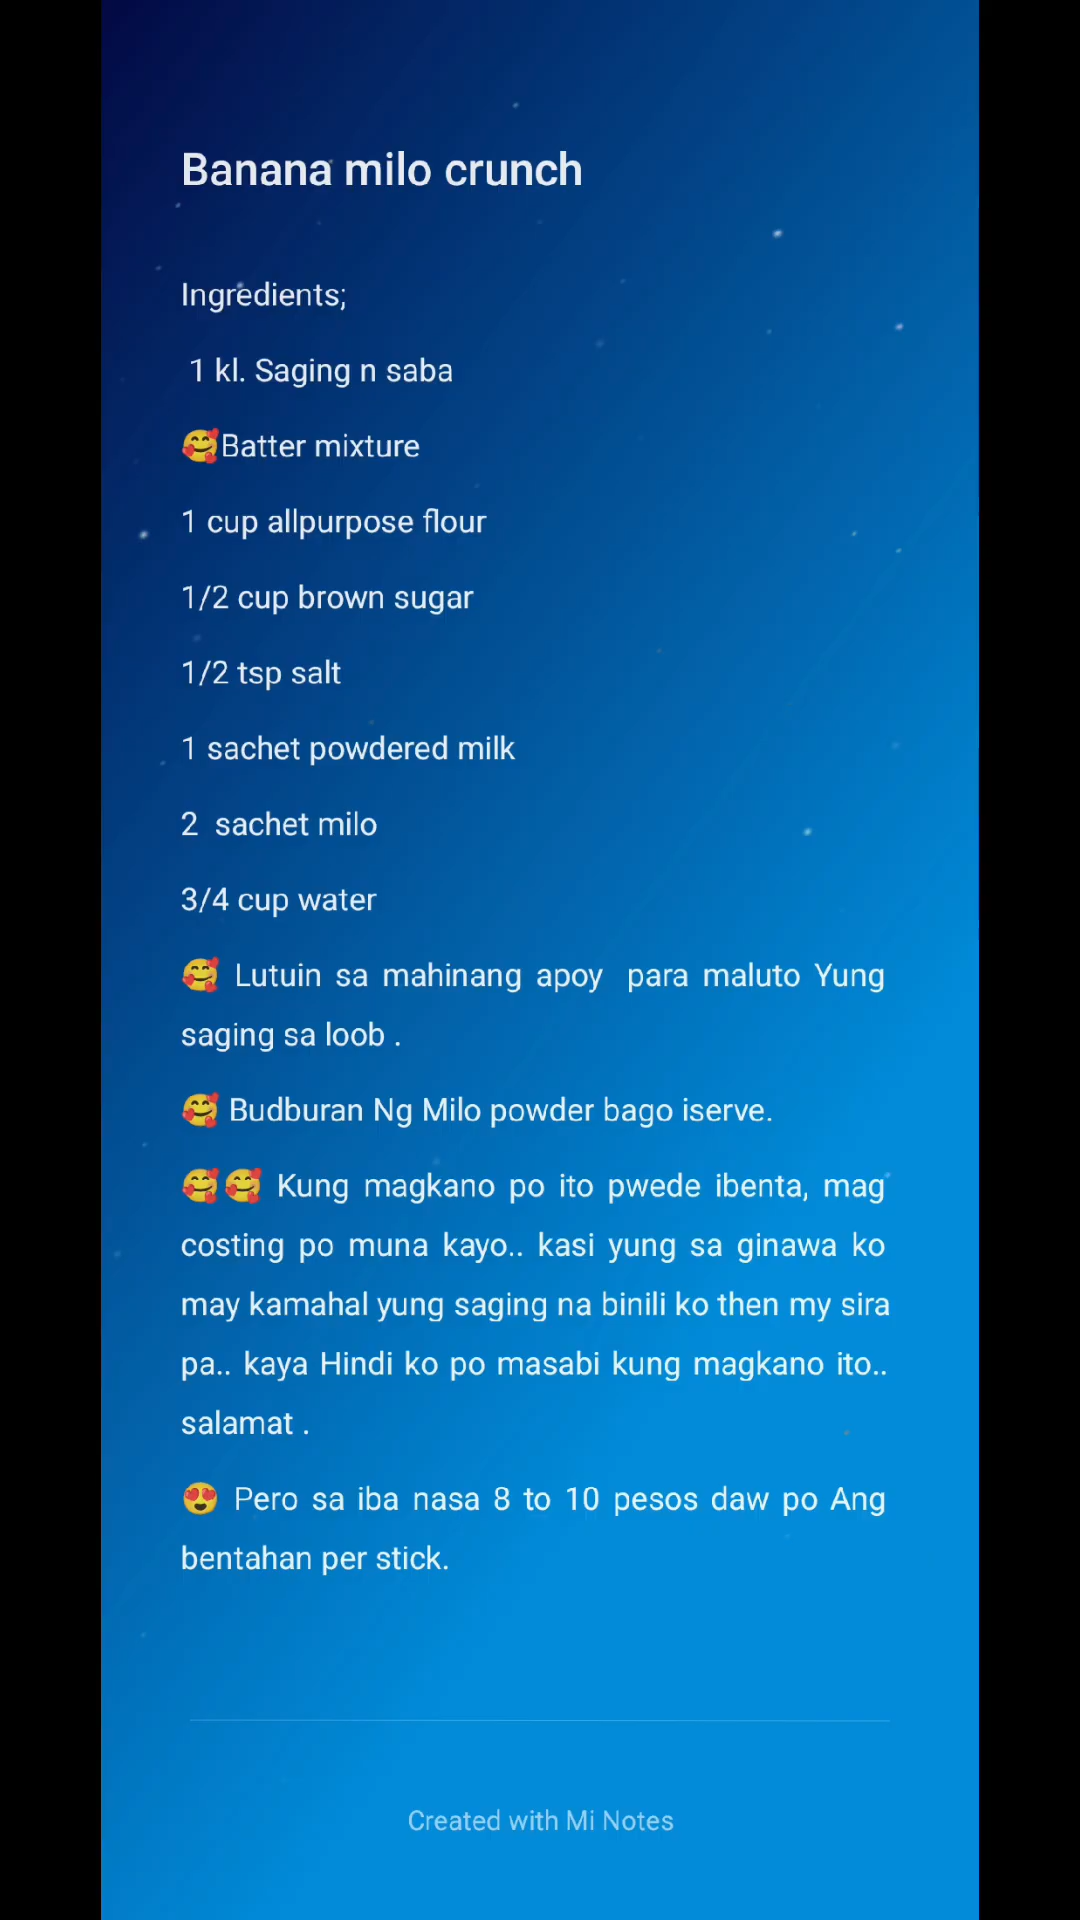 Banana milo crunch
Ingredients;
1 kl. Saging n saba
🥰Batter mixture
1 cup allpurpose flour
1/2 cup brown sugar
1/2 tsp salt
1 sachet powdered milk
2  sachet milo
3/4 cup water
🥰 Lutuin sa mahinang apoy  para maluto Yung
saging sa loob .
🥰 Budburan Ng Milo powder bago iserve.
🥰🥰 Kung magkano po ito pwede ibenta, mag
costing po muna kayo.. kasi yung sa ginawa ko
may kamahal yung saging na binili ko then my sira
pa.. kaya Hindi ko po masabi kung magkano ito..
salamat .
😍 Pero sa iba nasa 8 to 10 pesos daw po Ang
bentahan per stick.
Created with Mi Notes